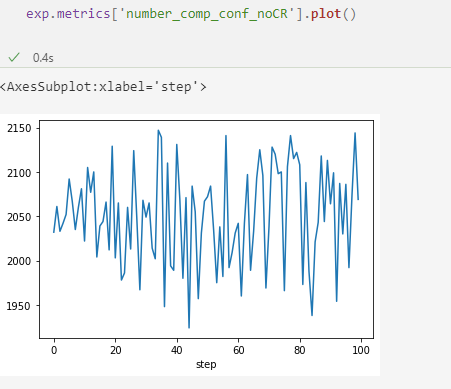 exp.metrics['number_comp_conf_noCR'].plot()
✓ 0.4s
<AxesSubplot:xlabel='step'>
2150
2100
2050
2000
1950
0 20 40 60 80 100
step